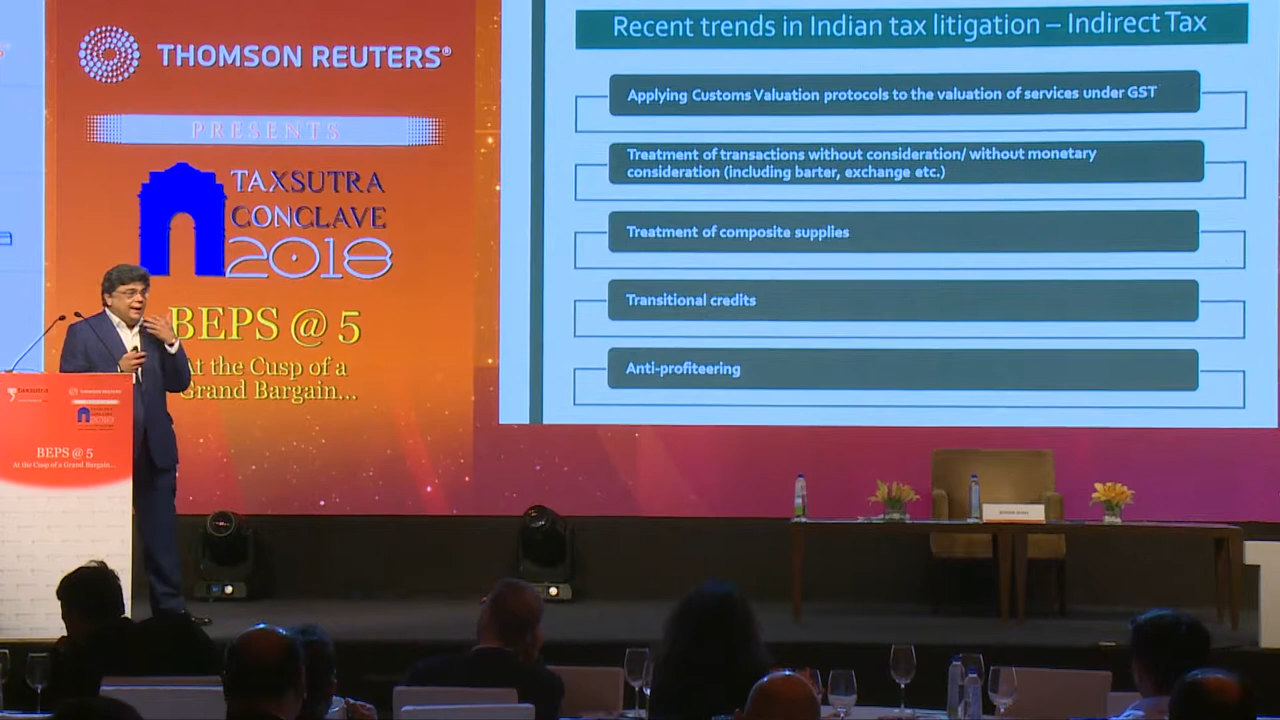 THOMSON REUTERS®
PRESENTS
TAXSUTRA
CONCLAVE
2018
BEPS @ 5
At the Cusp of a
Grand Bargain...
Recent trends in Indian tax litigation – Indirect Tax
Applying Customs Valuation protocols to the valuation of services under GST
Treatment of transactions without consideration/ without monetary
consideration (including barter, exchange etc.)
Treatment of composite supplies
Transitional credits
Anti-profiteering
taxsutra
THOMSON REUTERS
BEPS @ 5
At the Cusp of a Grand Bargain...